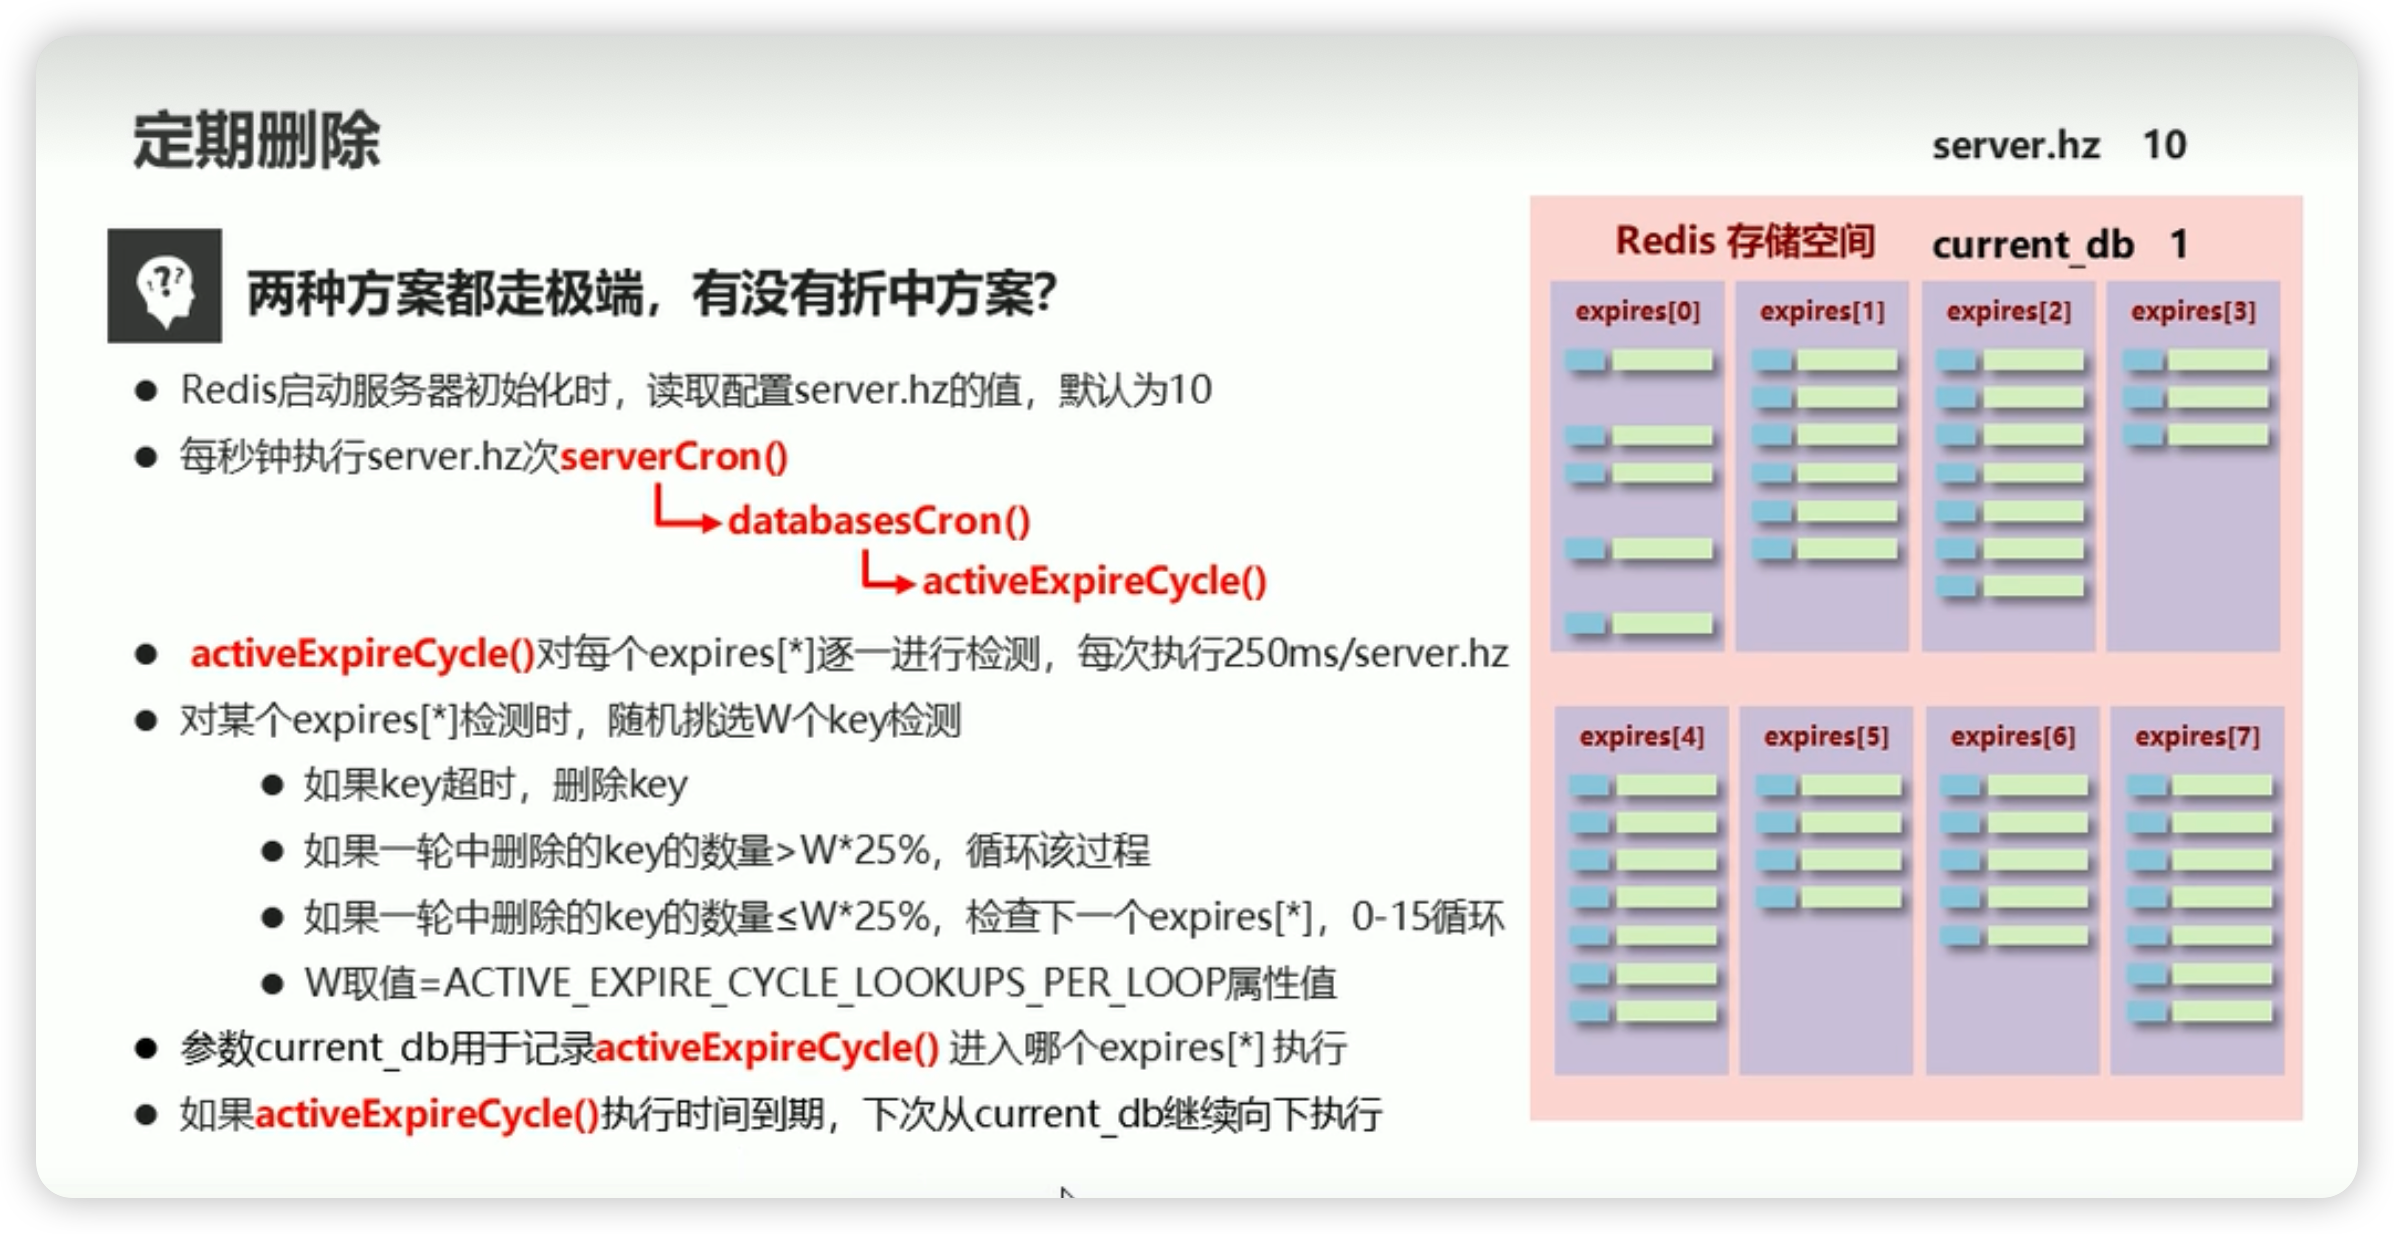 定期删除
server.hz 10
两种方案都走极端，有没有折中方案？
● Redis启动服务器初始化时，读取配置server.hz的值，默认为10
● 每秒钟执行server.hz次serverCron()
databasesCron()
activeExpireCycle()
● activeExpireCycle()对每个expires[*]逐一进行检测，每次执行250ms/server.hz
● 对某个expires[*]检测时，随机挑选W个key检测
● 如果key超时，删除key
● 如果一轮中删除的key的数量>W*25%，循环该过程
● 如果一轮中删除的key的数量≤W*25%，检查下一个expires[*]，0-15循环
● W取值=ACTIVE_EXPIRE_CYCLE_LOOKUPS_PER_LOOP属性值
● 参数current_db用于记录activeExpireCycle() 进入哪个expires[*] 执行
● 如果activeExpireCycle()执行时间到期，下次从current_db继续向下执行
Redis 存储空间 current_db 1
expires[0] expires[1] expires[2] expires[3]
expires[4] expires[5] expires[6] expires[7]